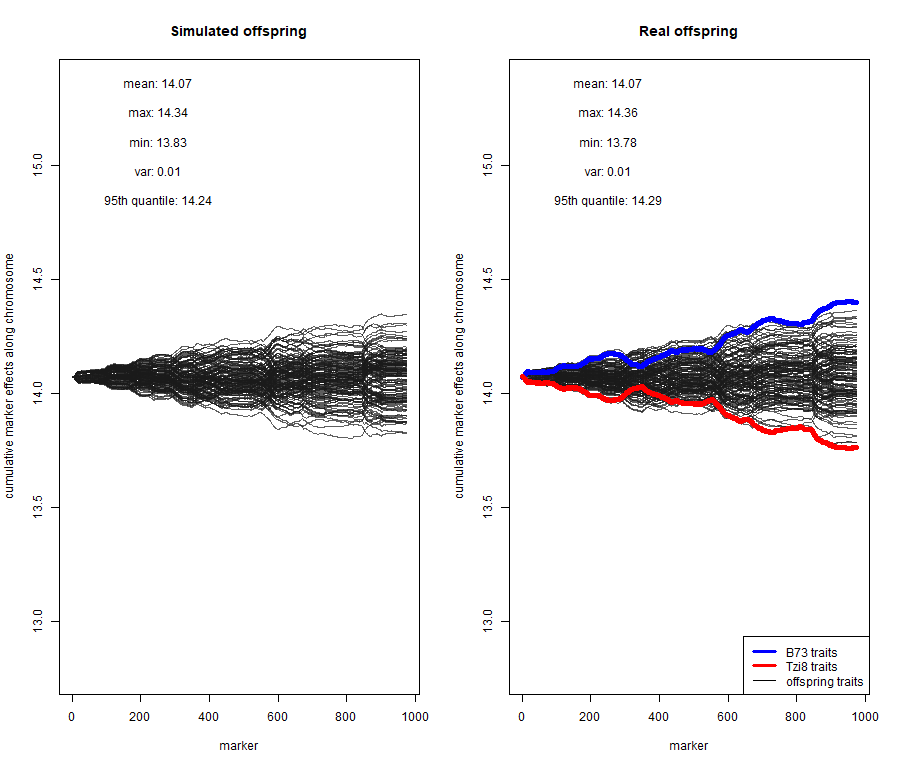 Simulated offspring
mean: 14.07
max: 14.34
min: 13.83
var: 0.01
95th quantile: 14.24
cumulative marker effects along chromosome
15.0
14.5
14.0
13.5
13.0
0 200 400 600 800 1000
marker
Real offspring
mean: 14.07
max: 14.36
min: 13.78
var: 0.01
95th quantile: 14.29
cumulative marker effects along chromosome
15.0
14.5
14.0
13.5
13.0
B73 traits
Tzi8 traits
offspring traits
0 200 400 600 800 1000
marker